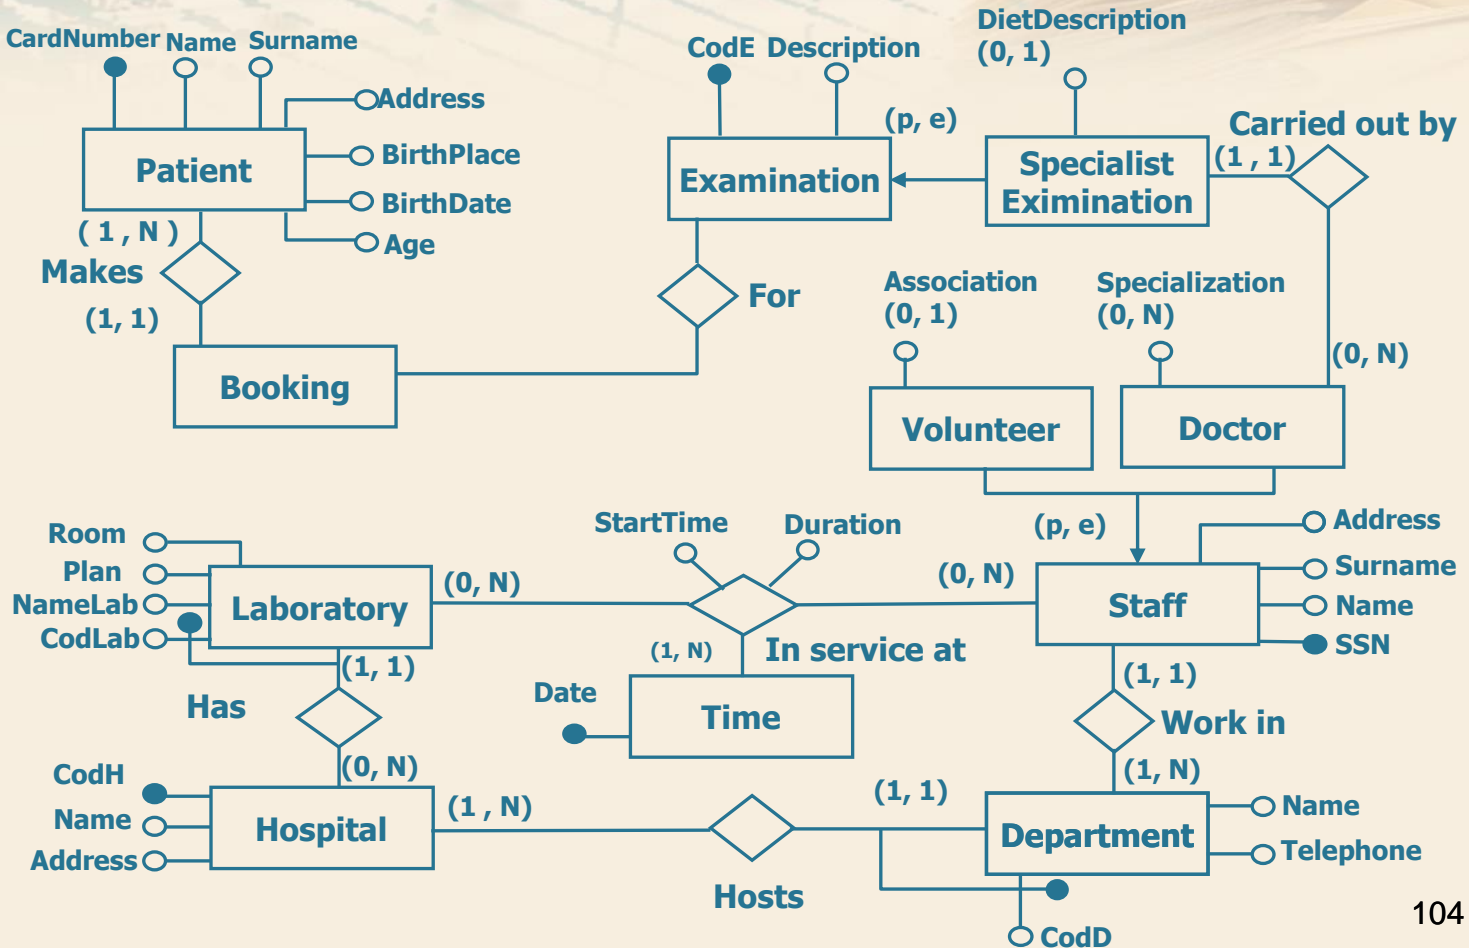 DietDescription
(0, 1)
CardNumber Name Surname
CodE Description
Address
(p, e)
Carried out by
Patient
BirthPlace
Examination
Specialist
Eximination
(1 , 1)
BirthDate
( 1 , N )
Age
Makes
For
Association
(0, 1)
Specialization
(0, N)
(1, 1)
(0, N)
Booking
Volunteer
Doctor
StartTime
Duration
(p, e)
Address
Room
Plan
NameLab
CodLab
Laboratory
(0, N)
(0, N)
Staff
Surname
Name
SSN
(1, N)
In service at
(1, 1)
(1, 1)
Has
Date
Time
Work in
(0, N)
(1, N)
CodH
Name
Address
Hospital
(1 , N)
(1, 1)
Department
Name
Telephone
Hosts
CodD
104